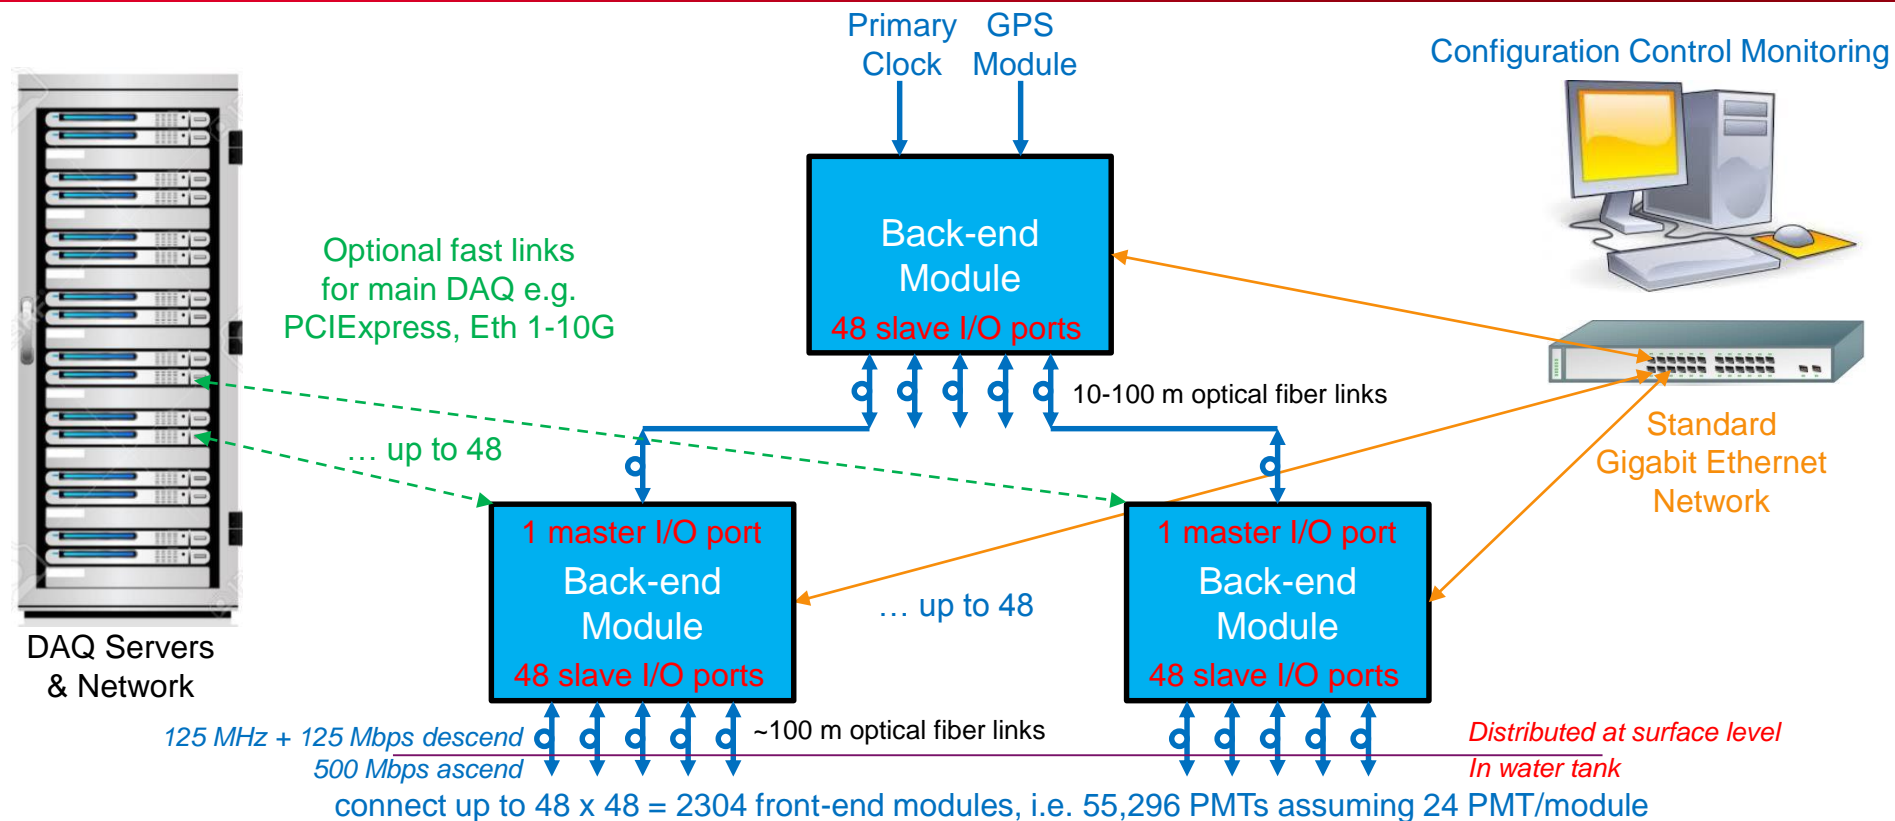 Primary
Clock
GPS
Module
Configuration Control Monitoring
Back-end
Module
48 slave I/O ports
Optional fast links
for main DAQ e.g.
PCIExpress, Eth 1-10G
10-100 m optical fiber links
Standard
Gigabit Ethernet
Network
… up to 48
1 master I/O port
Back-end
Module
48 slave I/O ports
… up to 48
1 master I/O port
Back-end
Module
48 slave I/O ports
DAQ Servers
& Network
125 MHz + 125 Mbps descend
500 Mbps ascend
~100 m optical fiber links
Distributed at surface level
In water tank
connect up to 48 x 48 = 2304 front-end modules, i.e. 55,296 PMTs assuming 24 PMT/module